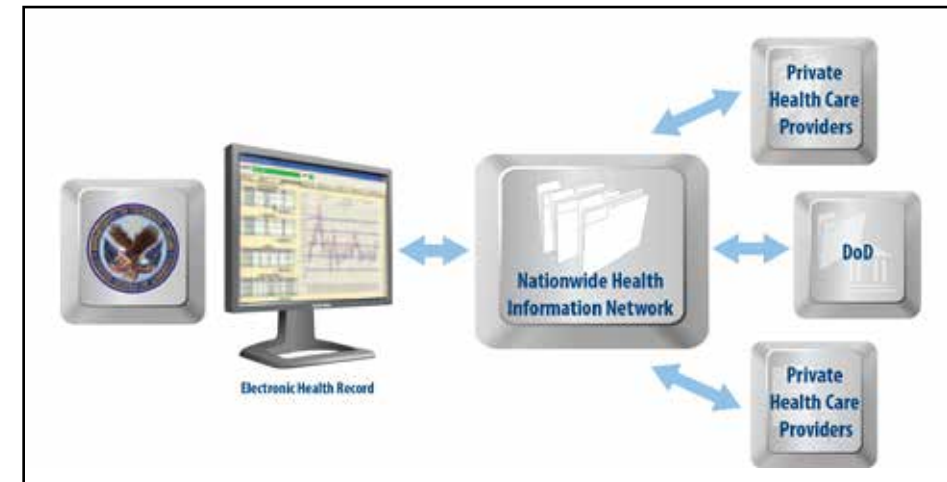 Private
Health Care
Providers
Nationwide Health
Information Network
DoD
Electronic Health Record
Private
Health Care
Providers